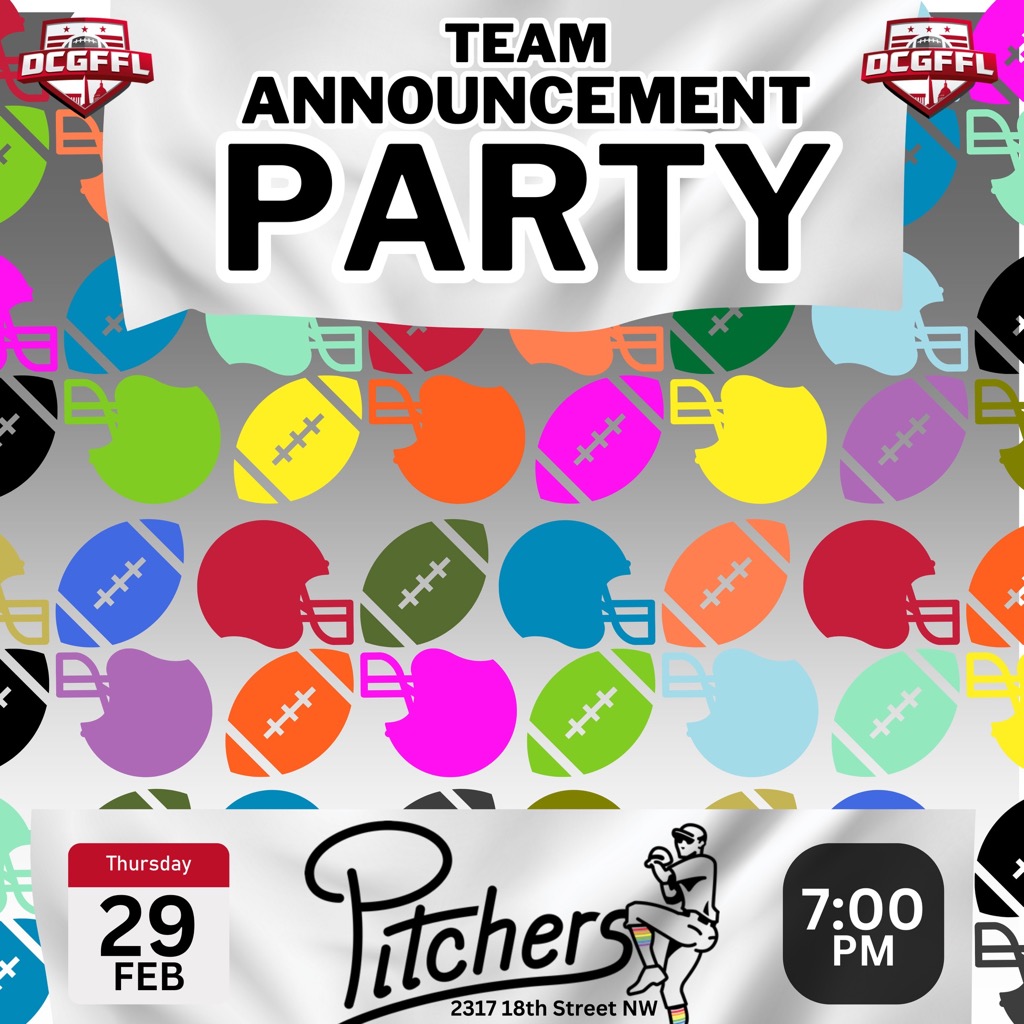 DCGFFL
DCGFFL
TEAM
ANNOUNCEMENT
PARTY
Thursday
29
FEB
Pitchers
2317 18th Street NW
7:00
PM